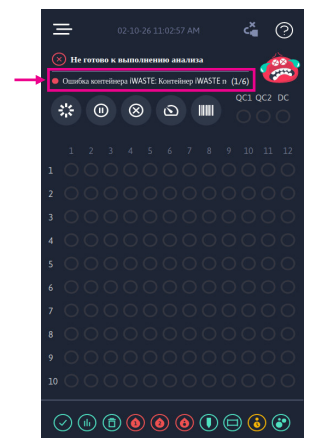 02-10-26 11:02:57 AM
Не готово к выполнению анализа
Ошибка контейнера iWASTE: Контейнер iWASTE п (1/6)
QC1 QC2 DC
1 2 3 4 5 6 7 8 9 10 11 12
1
2
3
4
5
6
7
8
9
10